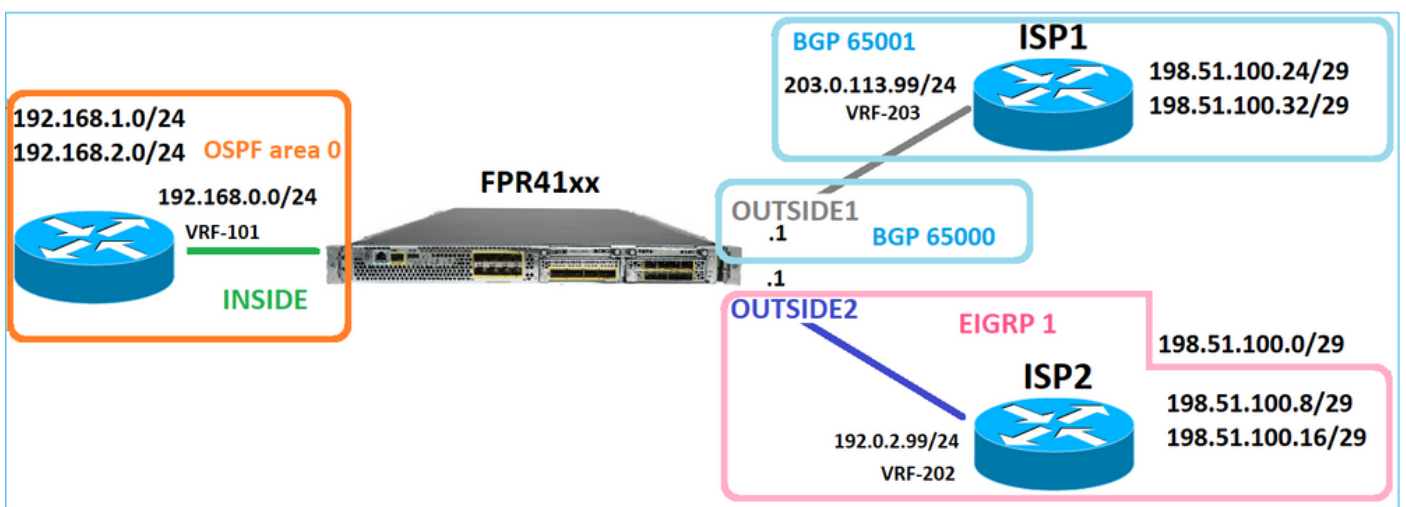 BGP 65001
ISP1
203.0.113.99/24
VRF-203
198.51.100.24/29
198.51.100.32/29
192.168.1.0/24
192.168.2.0/24 OSPF area 0
192.168.0.0/24
VRF-101
INSIDE
FPR41xx
OUTSIDE1
.1
BGP 65000
.1
OUTSIDE2
EIGRP 1
198.51.100.0/29
ISP2
198.51.100.8/29
198.51.100.16/29
192.0.2.99/24
VRF-202